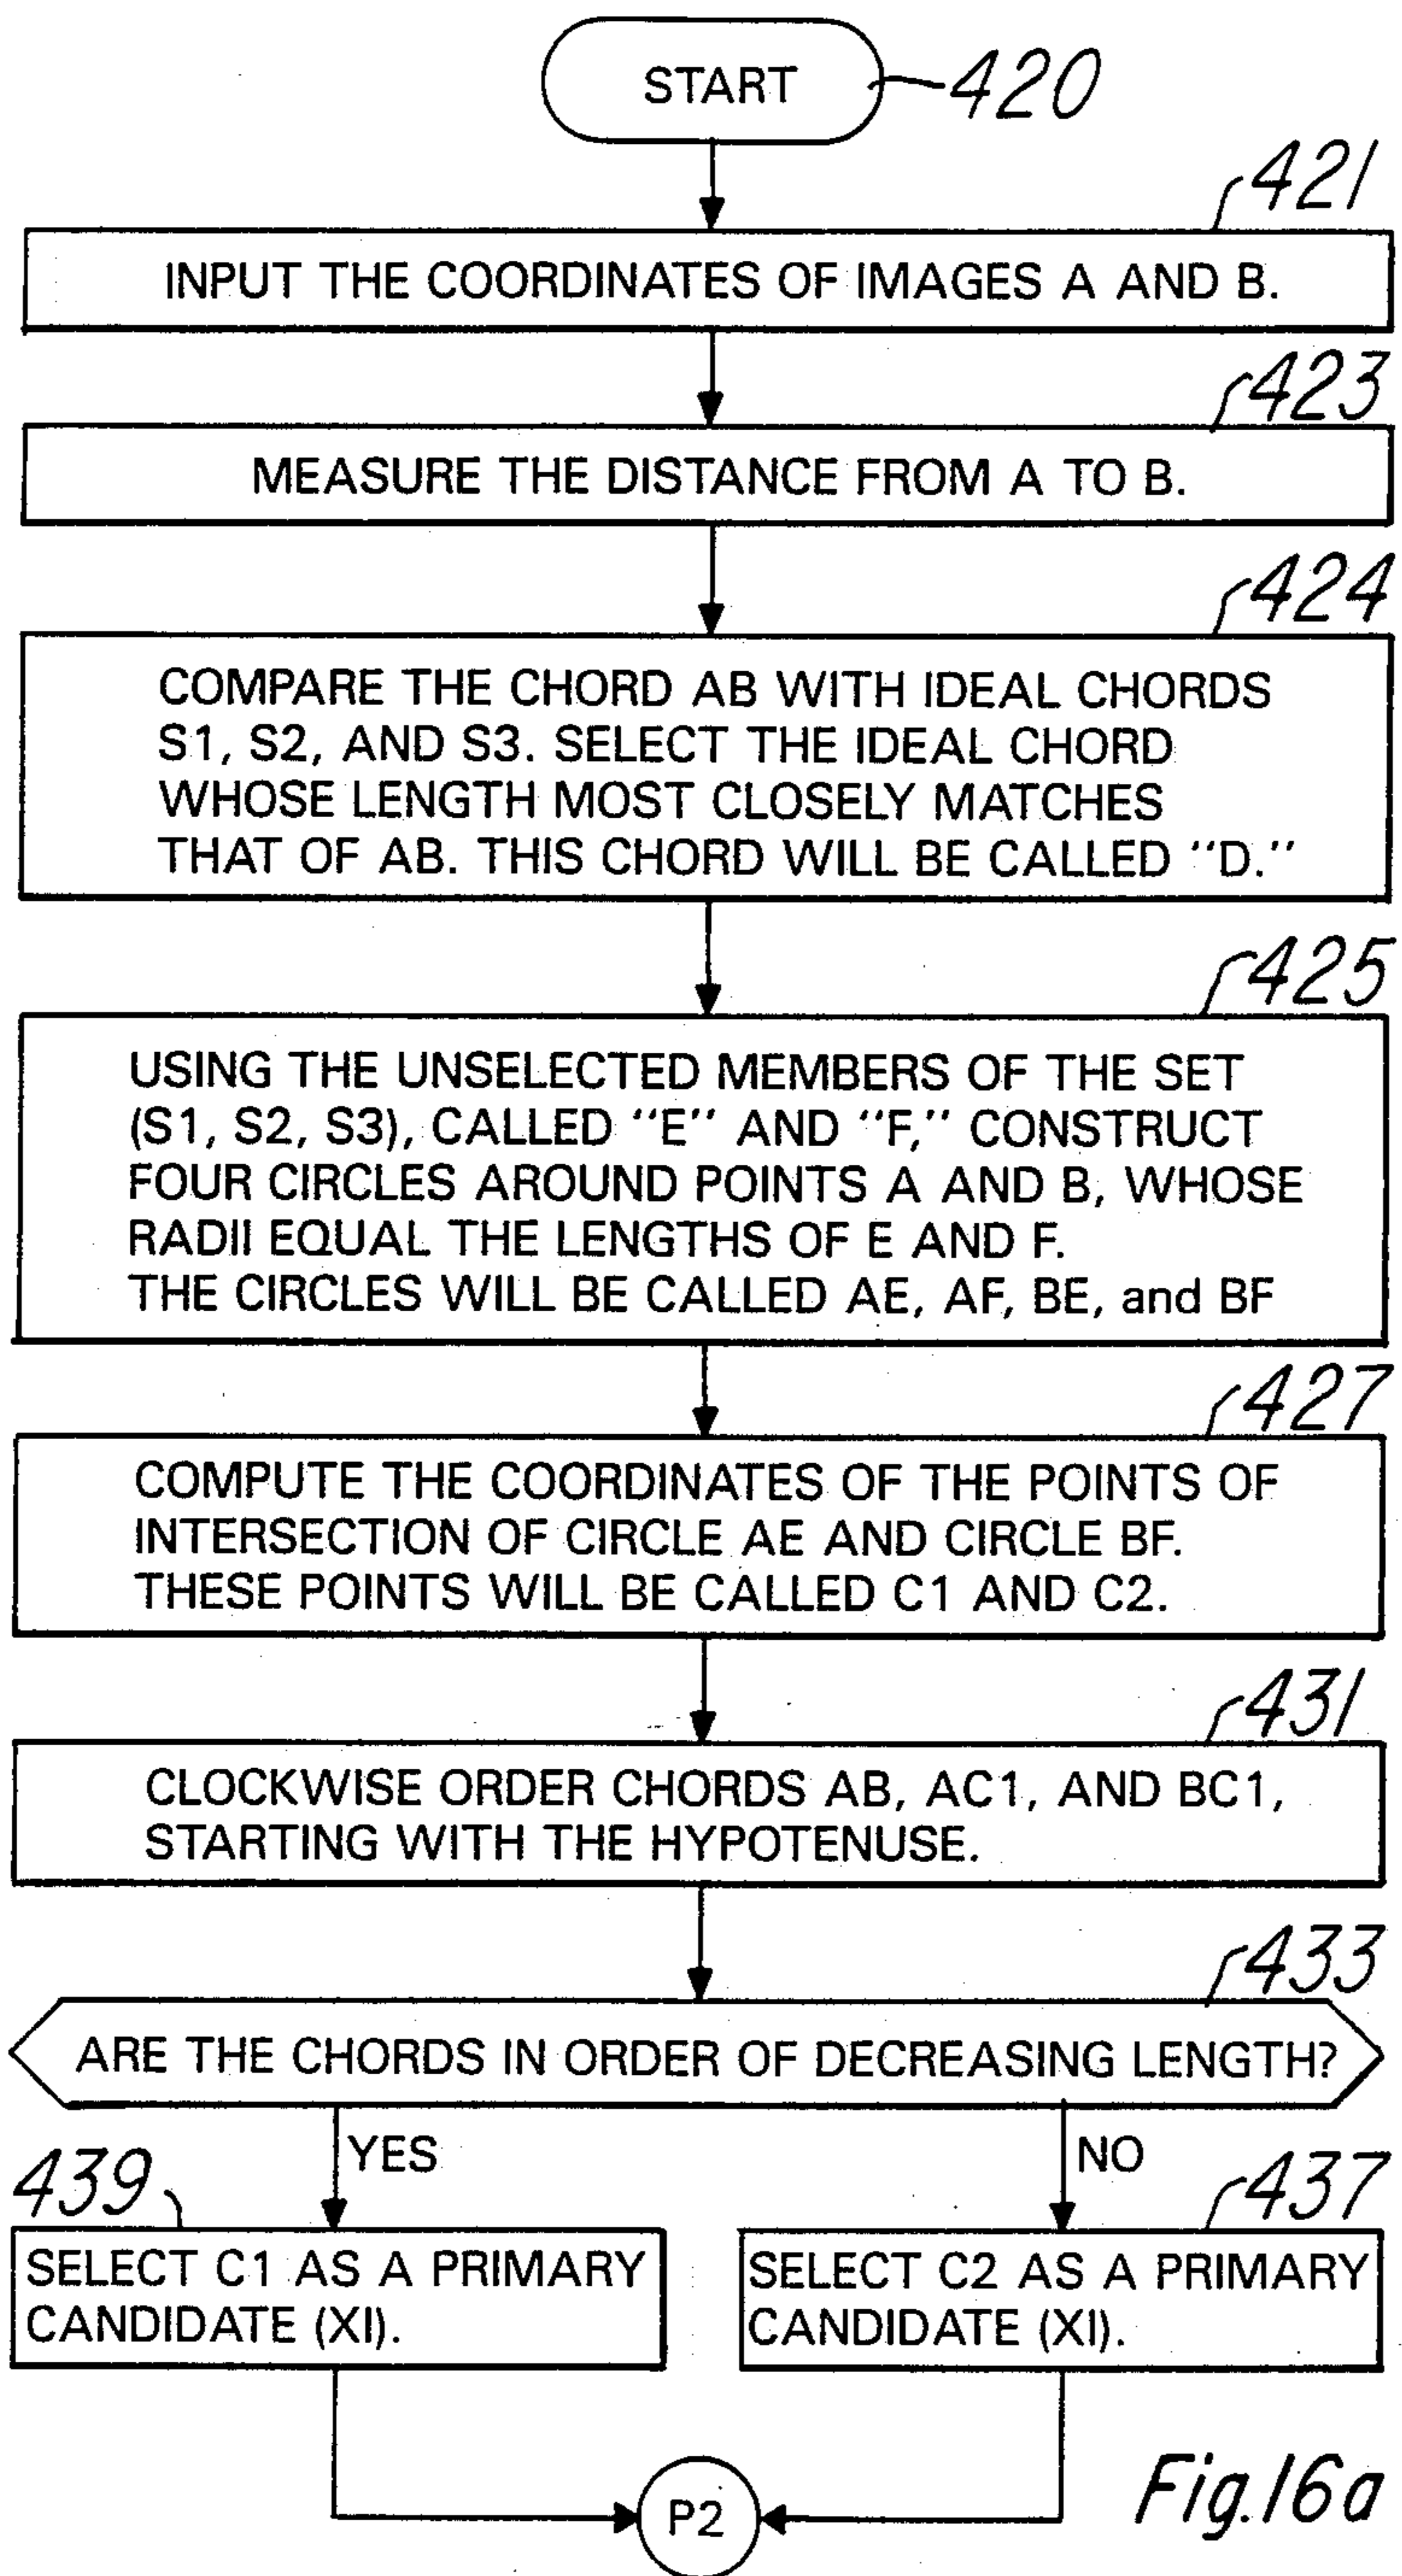 START
420
421
INPUT THE COORDINATES OF IMAGES A AND B.
423
MEASURE THE DISTANCE FROM A TO B.
424
COMPARE THE CHORD AB WITH IDEAL CHORDS
S1, S2, AND S3. SELECT THE IDEAL CHORD
WHOSE LENGTH MOST CLOSELY MATCHES
THAT OF AB. THIS CHORD WILL BE CALLED "D."
425
USING THE UNSELECTED MEMBERS OF THE SET
(S1, S2, S3), CALLED "E" AND "F," CONSTRUCT
FOUR CIRCLES AROUND POINTS A AND B, WHOSE
RADII EQUAL THE LENGTHS OF E AND F.
THE CIRCLES WILL BE CALLED AE, AF, BE, and BF
427
COMPUTE THE COORDINATES OF THE POINTS OF
INTERSECTION OF CIRCLE AE AND CIRCLE BF.
THESE POINTS WILL BE CALLED C1 AND C2.
431
CLOCKWISE ORDER CHORDS AB, AC1, AND BC1,
STARTING WITH THE HYPOTENUSE.
433
ARE THE CHORDS IN ORDER OF DECREASING LENGTH?
YES
NO
439
437
SELECT C1 AS A PRIMARY
CANDIDATE (XI).
SELECT C2 AS A PRIMARY
CANDIDATE (XI).
P2
Fig.16a